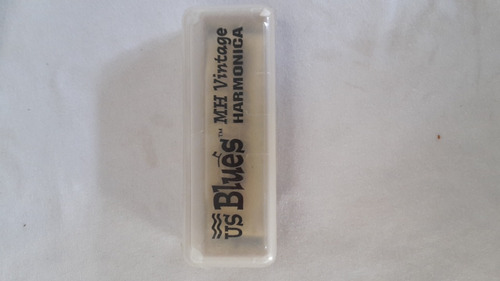 US Blues™ MH Vintage
HARMONICA